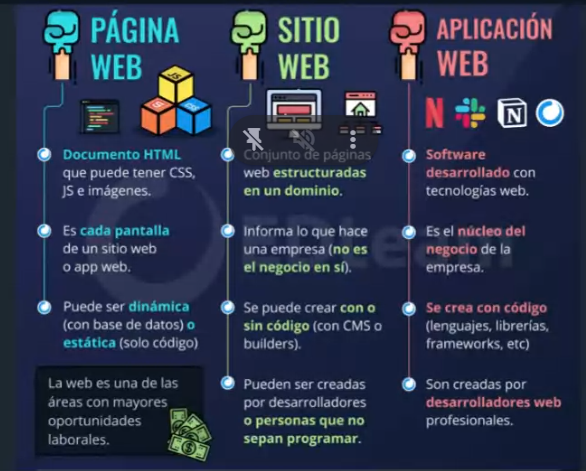 PÁGINA
WEB
JS
Documento HTML
que puede tener CSS,
JS e imágenes.
Es cada pantalla
de un sitio web
o app web.
Puede ser dinámica
(con base de datos) o
estática (solo código)
La web es una de las
áreas con mayores
oportunidades
laborales.
SITIO
WEB
Conjunto de páginas
web estructuradas
en un dominio.
Informa lo que hace
una empresa (no es
el negocio en sí).
Se puede crear con o
sin código (con CMS o
builders).
Pueden ser creadas
por desarrolladores
o personas que no
sepan programar.
APLICACIÓN
WEB
N
N
Software
desarrollado con
tecnologías web.
Es el núcleo del
negocio de la
empresa.
Se crea con código
(lenguajes, librerías,
frameworks, etc)
Son creadas por
desarrolladores web
profesionales.